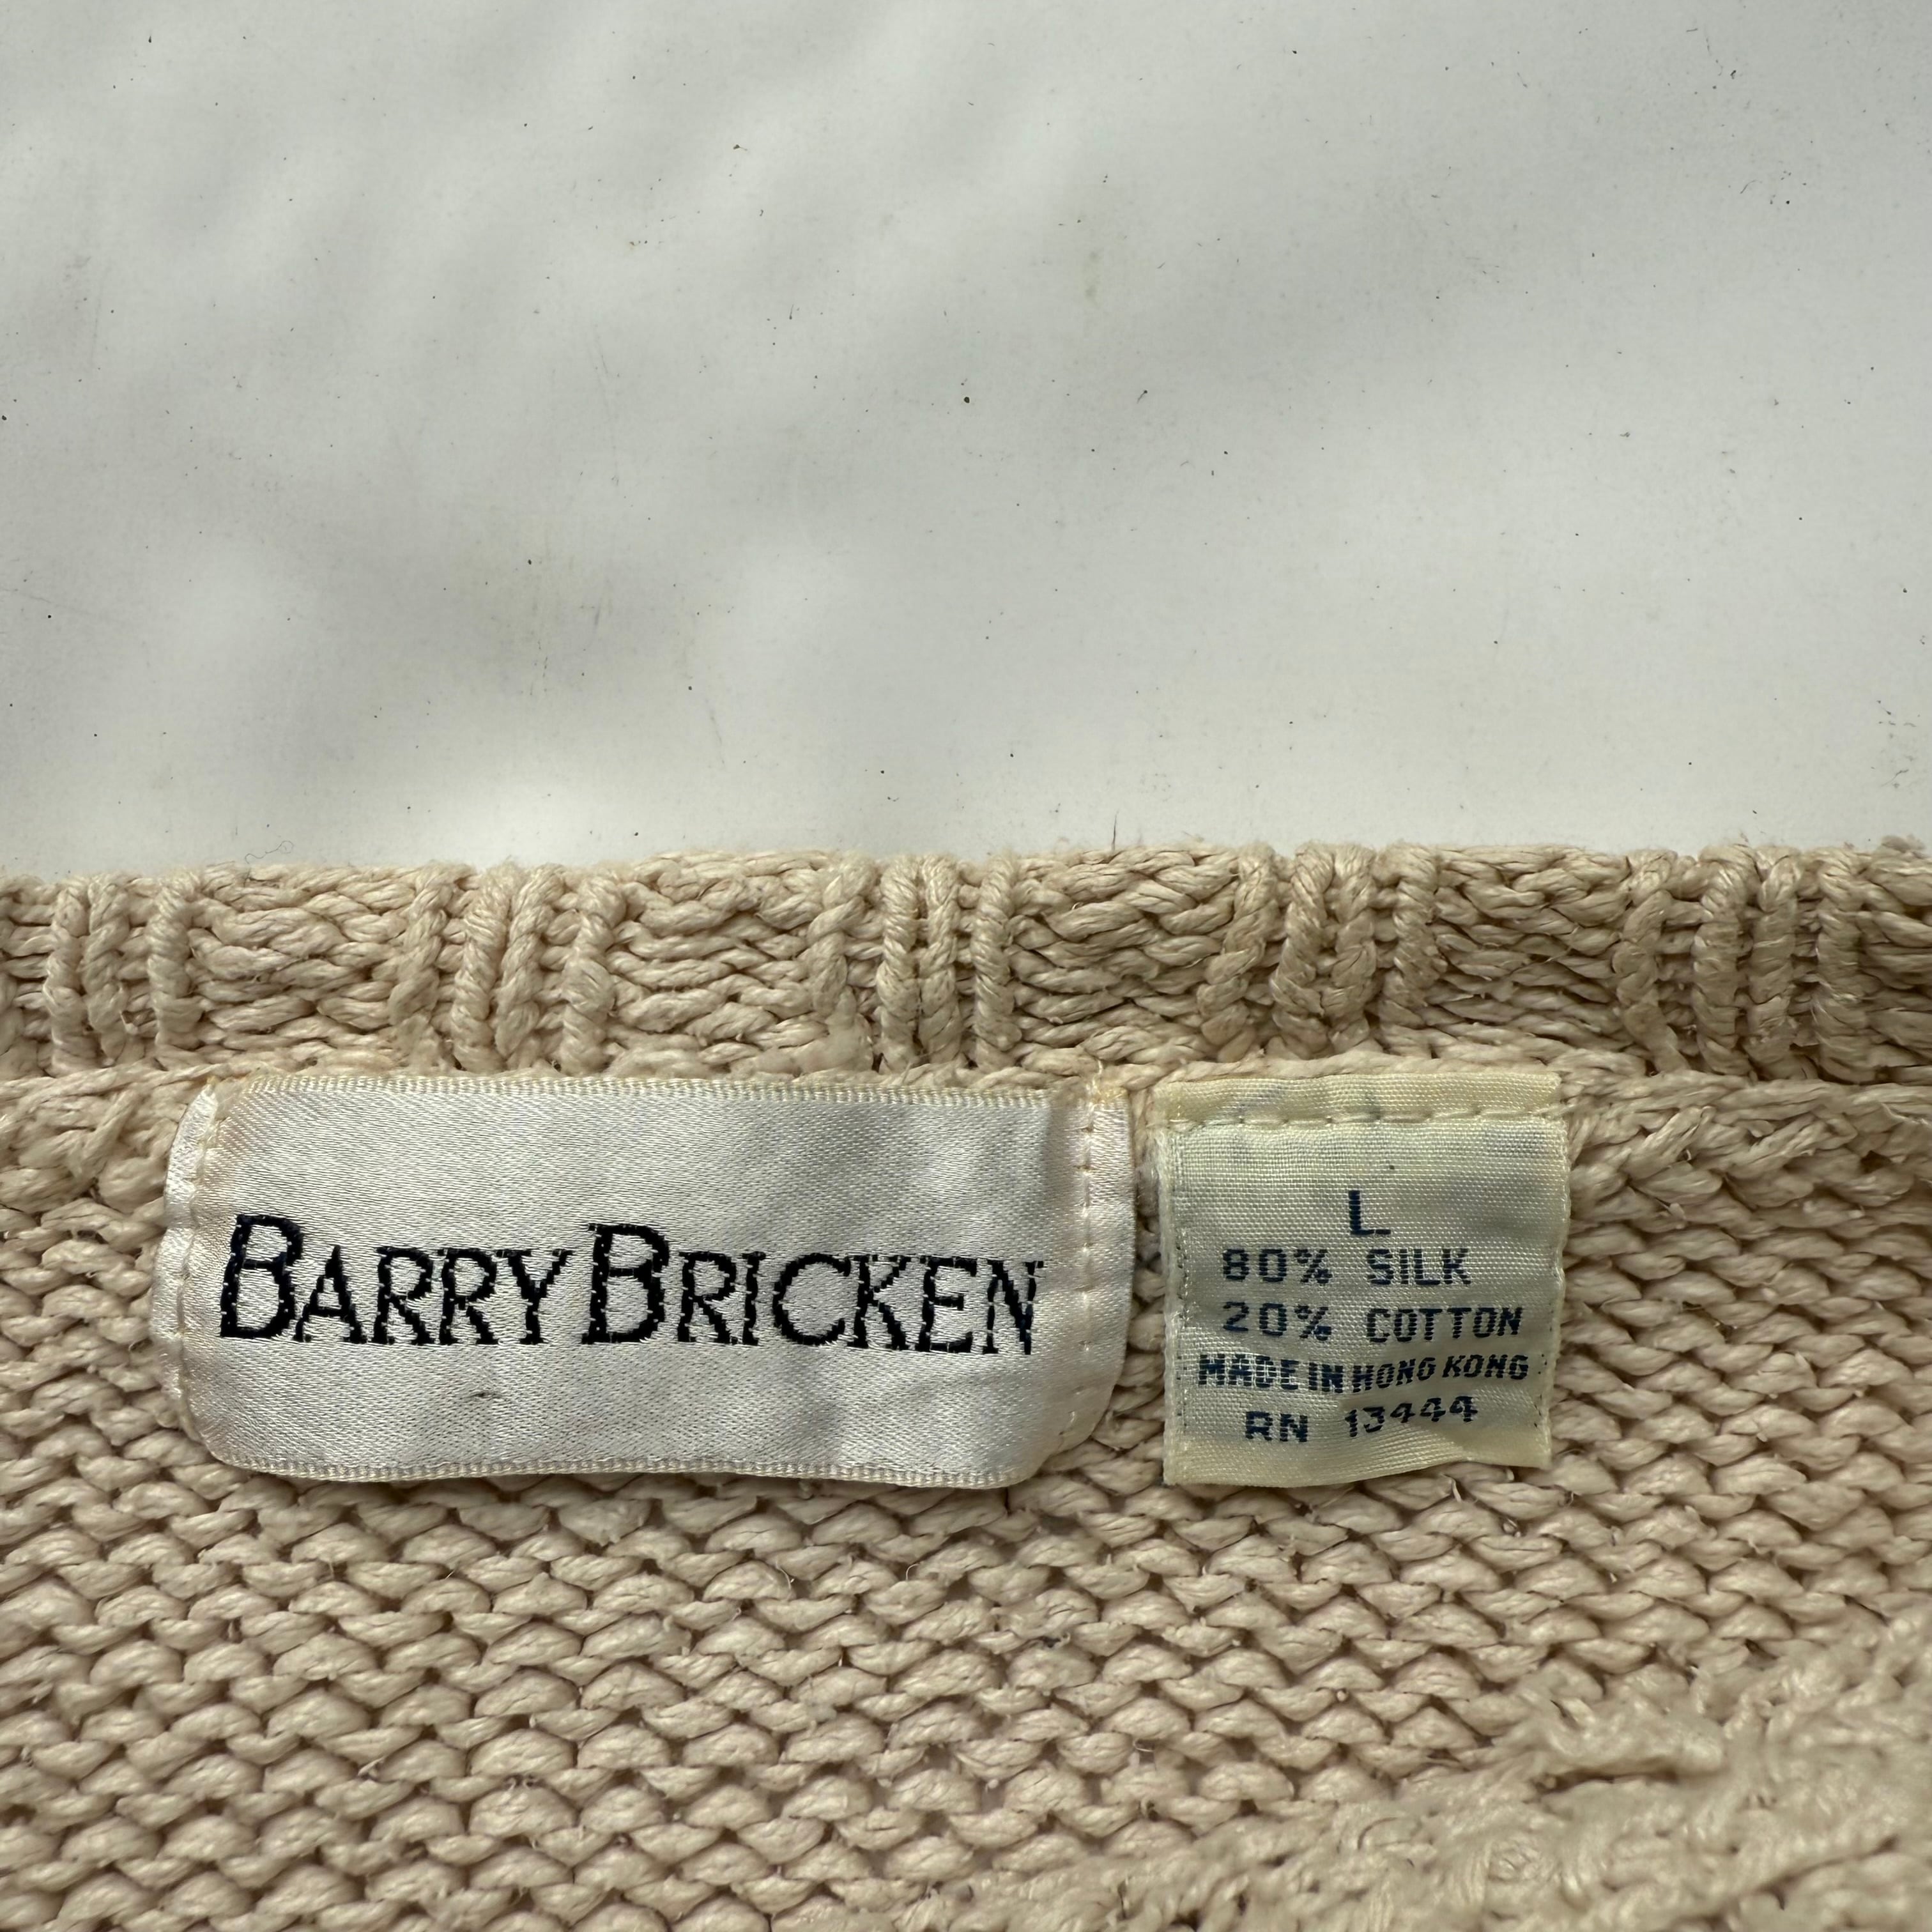 BARRY BRICKEN
L
80% SILK
20% COTTON
MADE IN HONG KONG
RN 13444